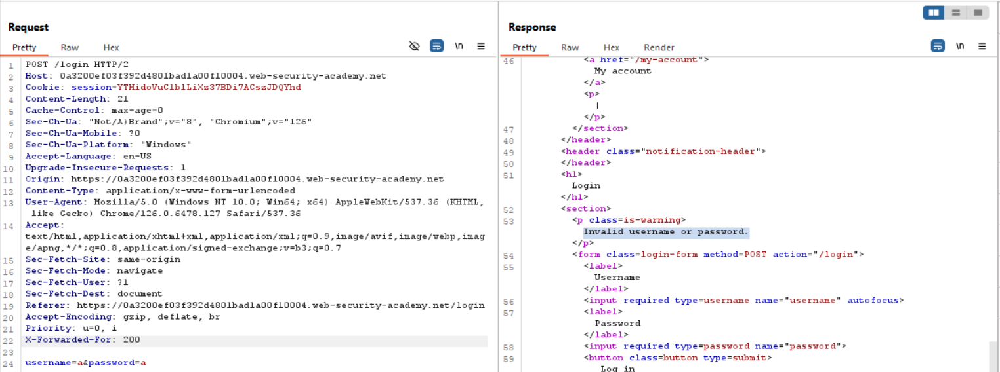 Request
Pretty Raw Hex
\n
1 POST /login HTTP/2
2 Host: 0a3200ef03f392d4801bad1a00f10004.web-security-academy.net
3 Cookie: session=YTHidoVuClblLiXz37BDi7ACszJDQYhd
4 Content-Length: 21
5 Cache-Control: max-age=0
6 Sec-Ch-Ua: "Not/A)Brand";v="8", "Chromium";v="126"
7 Sec-Ch-Ua-Mobile: ?0
8 Sec-Ch-Ua-Platform: "Windows"
9 Accept-Language: en-US
10 Upgrade-Insecure-Requests: 1
11 Origin: https://0a3200ef03f392d4801bad1a00f10004.web-security-academy.net
12 Content-Type: application/x-www-form-urlencoded
13 User-Agent: Mozilla/5.0 (Windows NT 10.0; Win64; x64) AppleWebKit/537.36 (KHTML,
like Gecko) Chrome/126.0.6478.127 Safari/537.36
14 Accept:
text/html,application/xhtml+xml,application/xml;q=0.9,image/avif,image/webp,imag
e/apng,*/*;q=0.8,application/signed-exchange;v=b3;q=0.7
15 Sec-Fetch-Site: same-origin
16 Sec-Fetch-Mode: navigate
17 Sec-Fetch-User: ?1
18 Sec-Fetch-Dest: document
19 Referer: https://0a3200ef03f392d4801bad1a00f10004.web-security-academy.net/login
20 Accept-Encoding: gzip, deflate, br
21 Priority: u=0, i
22 X-Forwarded-For: 200
23
24 username=a&password=a
Response
Pretty Raw Hex Render
\n
46 <a href="/my-account">
My account
</a>
<p>
|
</p>
47 </section>
48 </header>
49 <header class="notification-header">
50 </header>
51 <h1>
Login
</h1>
52 <section>
53 <p class=is-warning>
Invalid username or password.
</p>
54 <form class=login-form method=POST action="/login">
55 <label>
Username
</label>
56 <input required type=username name="username" autofocus>
57 <label>
Password
</label>
58 <input required type=password name="password">
59 <button class=button type=submit>
Log in